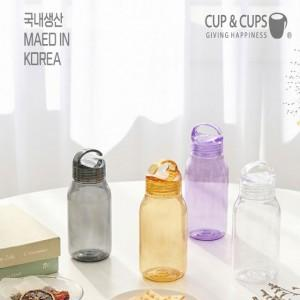 국내생산
MAED IN
KOREA
CUP & CUPS
GIVING HAPPINESS
®